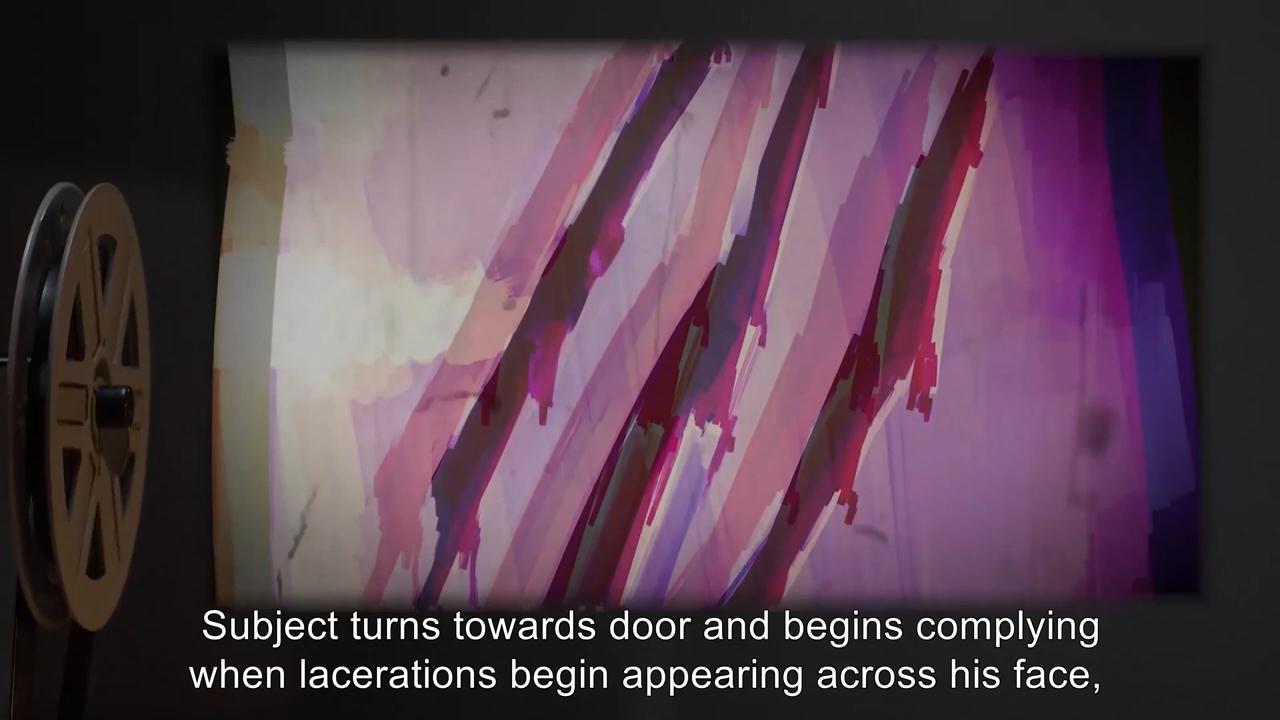 Subject turns towards door and begins complying
when lacerations begin appearing across his face,